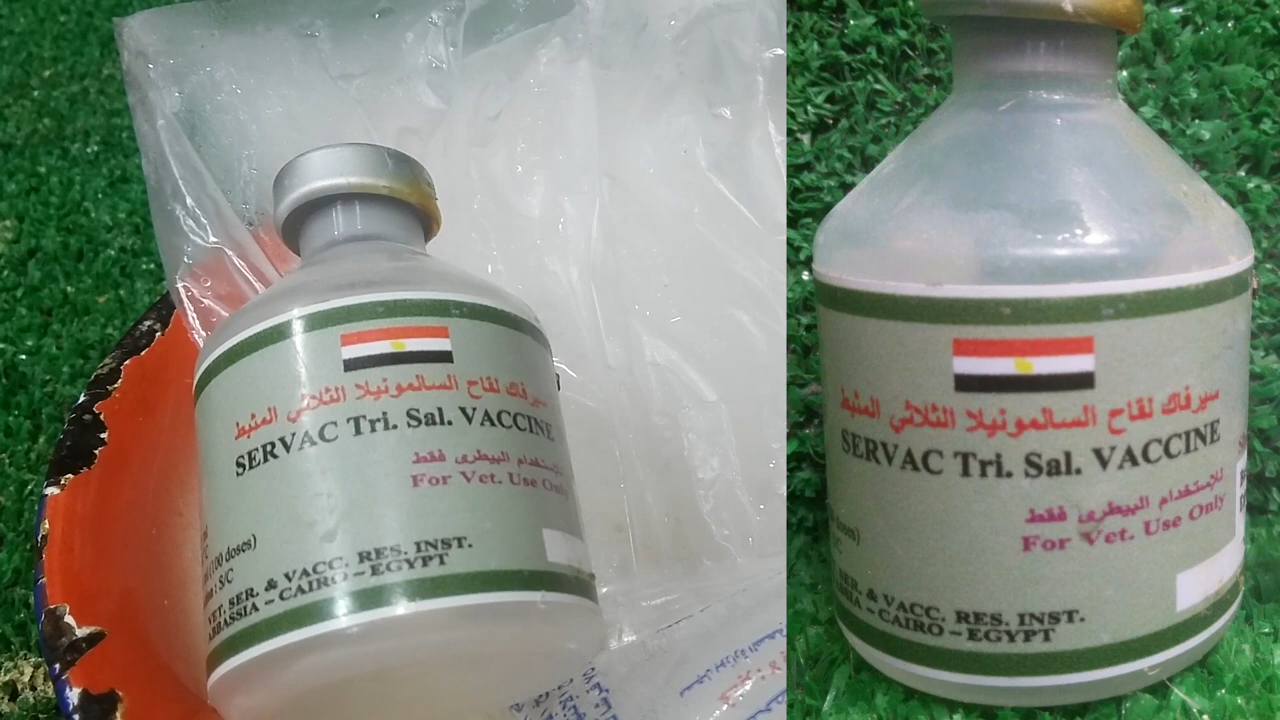 سيرفاك لقاح السالمونيلا الثلاثي المثبط
SERVAC Tri. Sal. VACCINE
للإستخدام البيطرى فقط
For Vet. Use Only
(100 doses)
: S/C
VET. SER. & VACC. RES. INST.
ABBASSIA – CAIRO – EGYPT
سيرفاك لقاح السالمونيلا الثلاثي المثبط
SERVAC Tri. Sal. VACCINE
للإستخدام البيطرى فقط
For Vet. Use Only
SER. & VACC. RES. INST.
– CAIRO – EGYPT